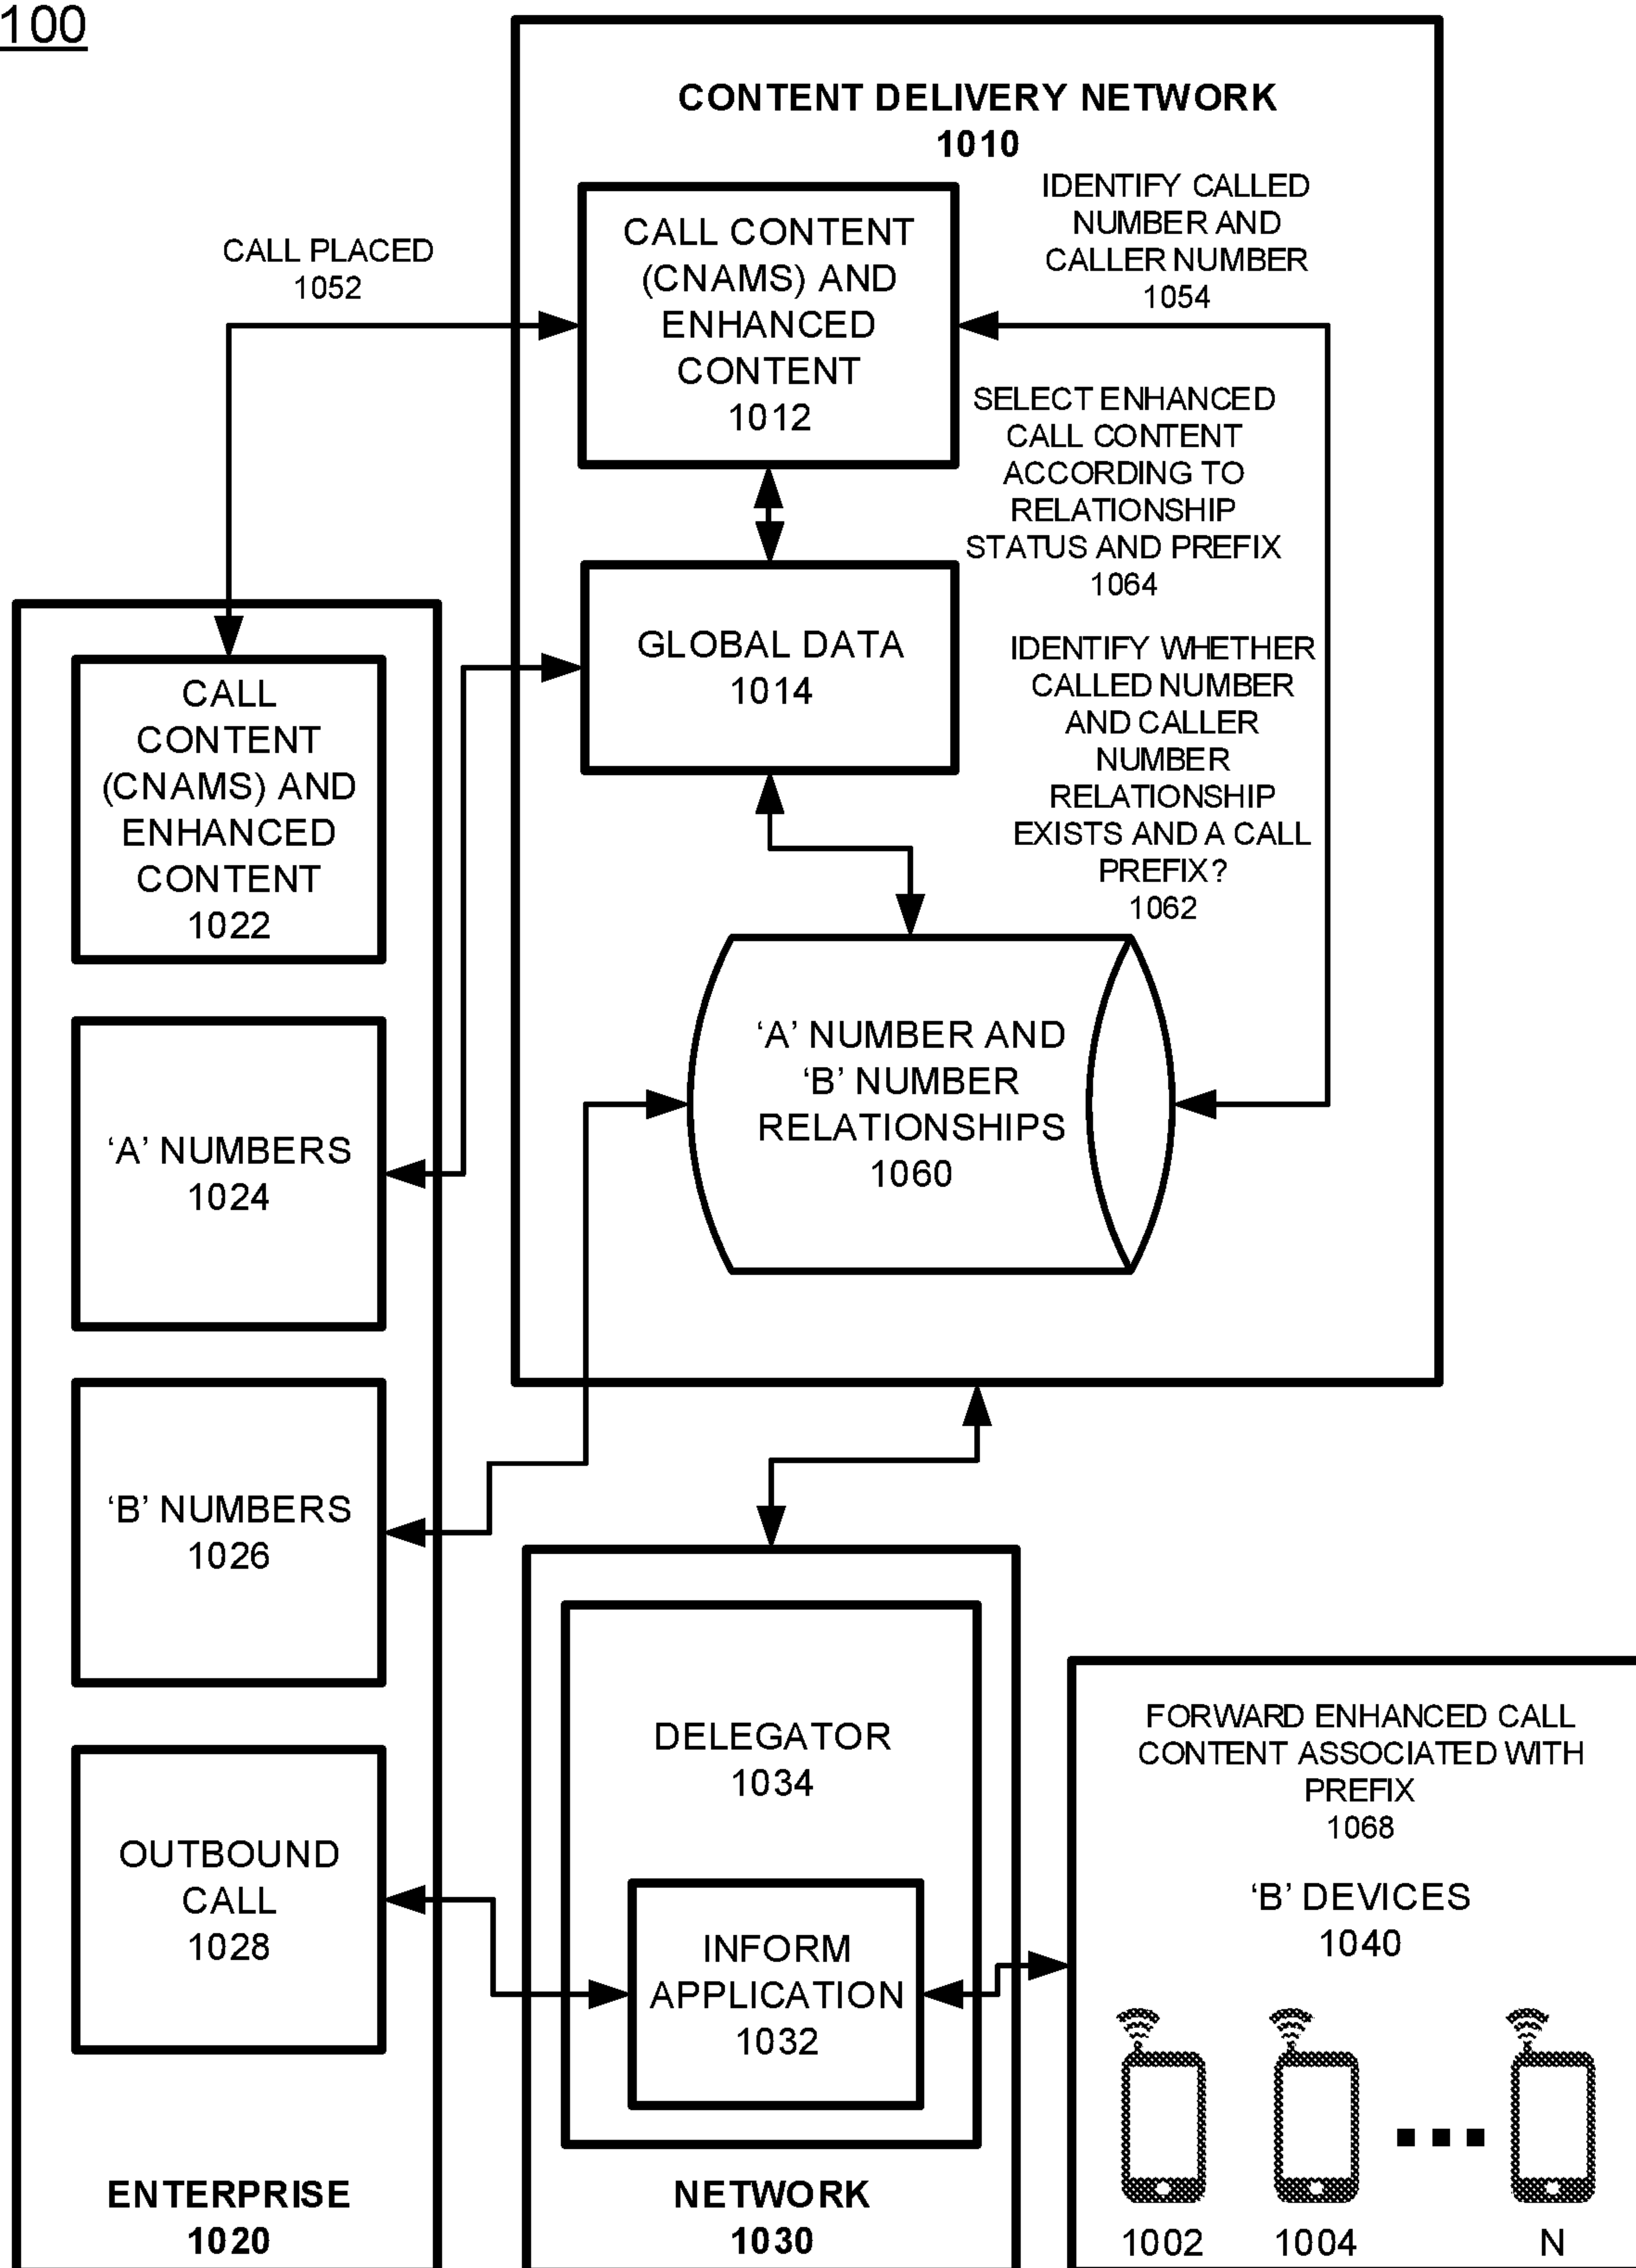 100
CONTENT DELIVERY NETWORK
1010
CALL PLACED
1052
CALL CONTENT
(CNAMS) AND
ENHANCED
CONTENT
1012
IDENTIFY CALLED
NUMBER AND
CALLER NUMBER
1054
SELECT ENHANCED
CALL CONTENT
ACCORDING TO
RELATIONSHIP
STATUS AND PREFIX
1064
GLOBAL DATA
1014
IDENTIFY WHETHER
CALLED NUMBER
AND CALLER
NUMBER
RELATIONSHIP
EXISTS AND A CALL
PREFIX?
1062
‘A’ NUMBER AND
‘B’ NUMBER
RELATIONSHIPS
1060
CALL
CONTENT
(CNAMS) AND
ENHANCED
CONTENT
1022
‘A’ NUMBERS
1024
‘B’ NUMBERS
1026
OUTBOUND
CALL
1028
ENTERPRISE
1020
DELEGATOR
1034
INFORM
APPLICATION
1032
NETWORK
1030
FORWARD ENHANCED CALL
CONTENT ASSOCIATED WITH
PREFIX
1068
‘B’ DEVICES
1040
1002
1004
N